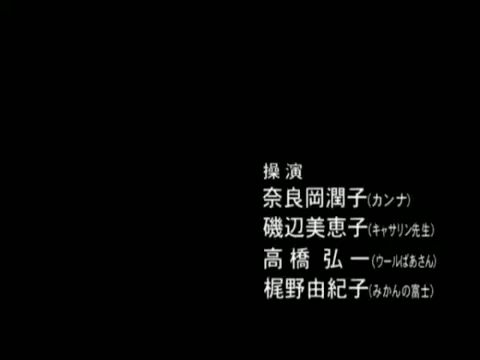 操演
奈良岡潤子(カンナ)
磯辺美恵子(キャサリン先生)
高橋 弘一(ウールばあさん)
梶野由紀子(みかんの富士)